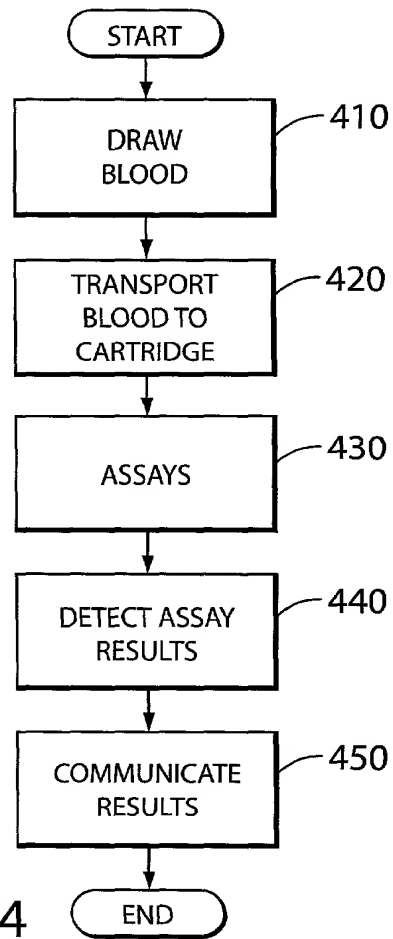 START
DRAW
BLOOD
410
TRANSPORT
BLOOD TO
CARTRIDGE
420
ASSAYS
430
DETECT ASSAY
RESULTS
440
COMMUNICATE
RESULTS
450
4
END